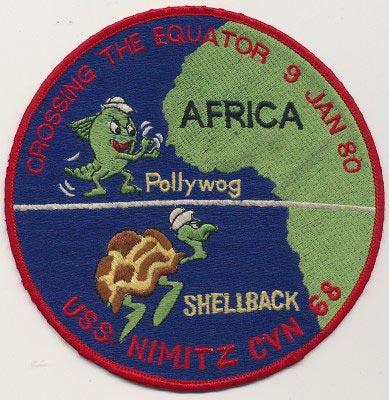 CROSSING THE EQUATOR 9 JAN 80
AFRICA
Pollywog
SHELLBACK
USS NIMITZ CVN 68